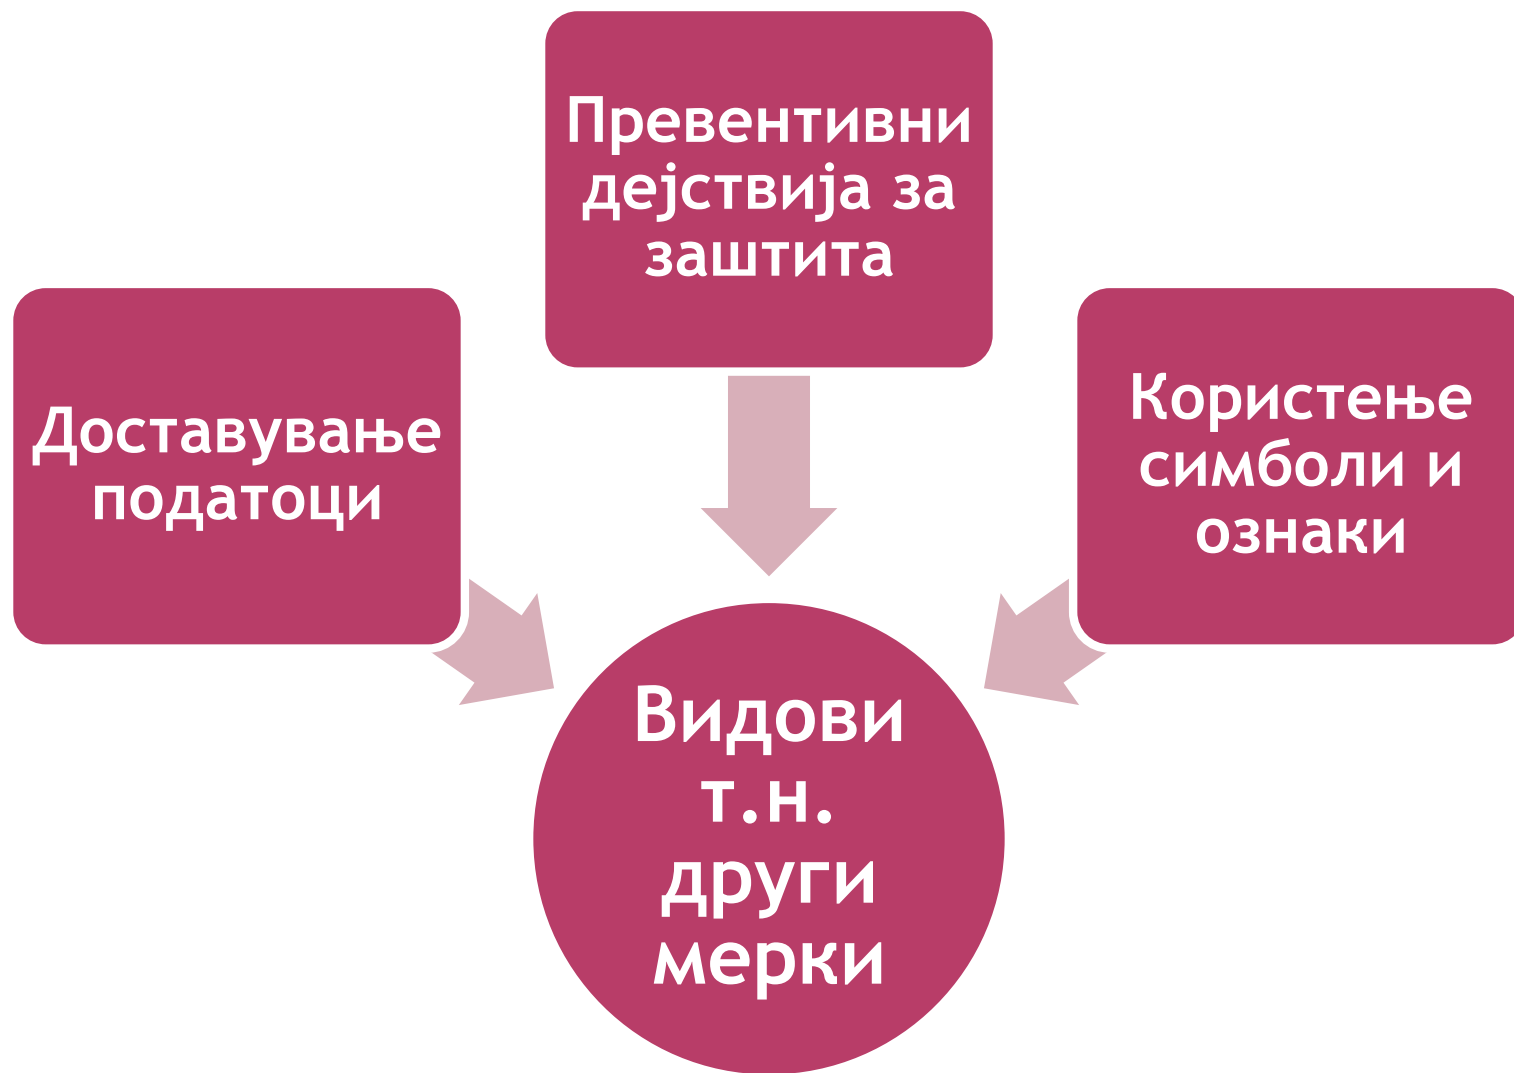 Превентивни
дејствија за
заштита
Доставување
податоци
Користење
симболи и
ознаки
Видови
т.н.
други
мерки